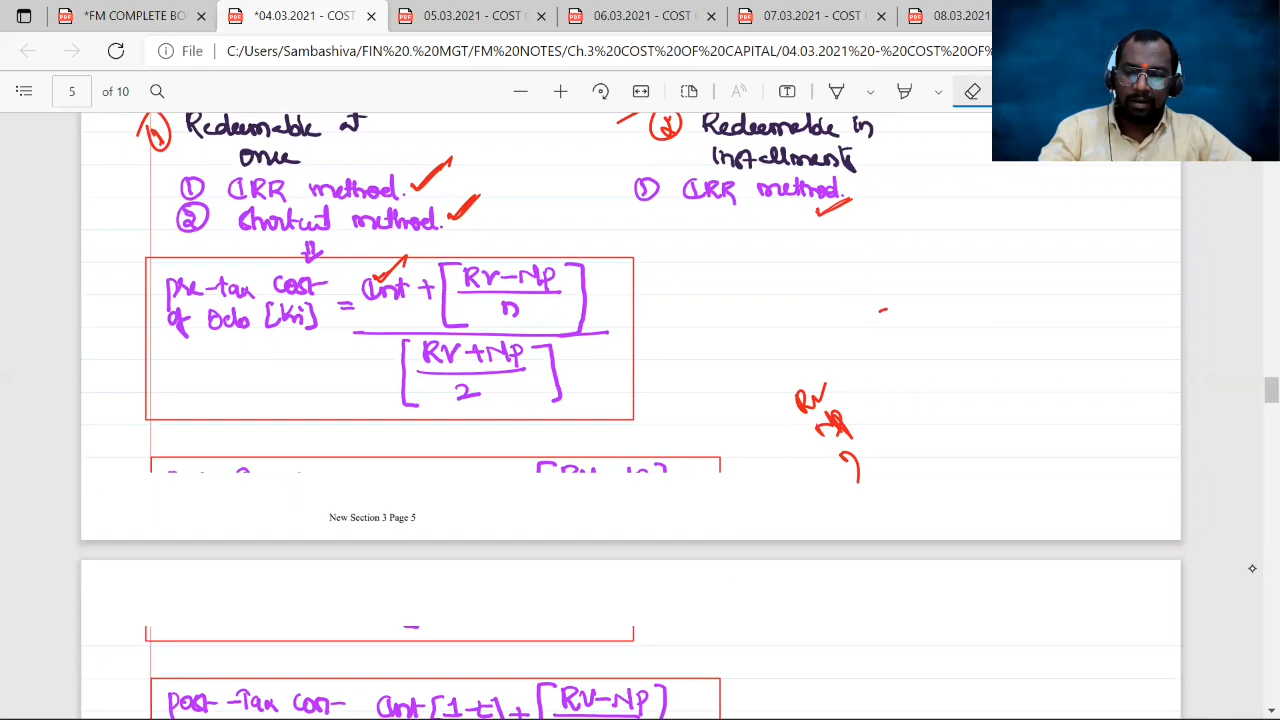 *FM COMPLETE BO
*04.03.2021 - COST C
05.03.2021 - COST C
06.03.2021 - COST C
07.03.2021 - COST C
08.03.2021
File
C:/Users/Sambashiva/FIN%20.%20MGT/FM%20NOTES/Ch.3%20COST%20OF%20CAPITAL/04.03.2021%20-%20COST%20OF%
5 of 10
1) Redeemable at
once
① IRR method.
② shortcut method.
⇓
pre-tax cost
of Deb [Ki] = Int + [RV-NP
n]
[RV+NP
2]
2) Redeemable in
installments
① IRR method.
RV
NP
n
New Section 3 Page 5
post-Tax cost Int [1-t] + [RV-NP]